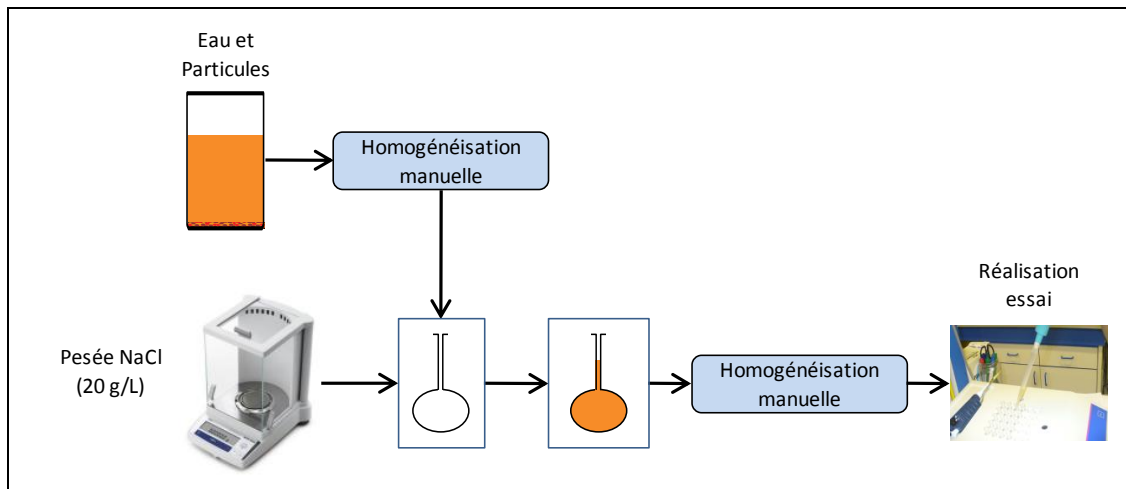 Eau et
Particules
Homogénéisation
manuelle
Réalisation
essai
Pesée NaCl
(20 g/L)
Homogénéisation
manuelle